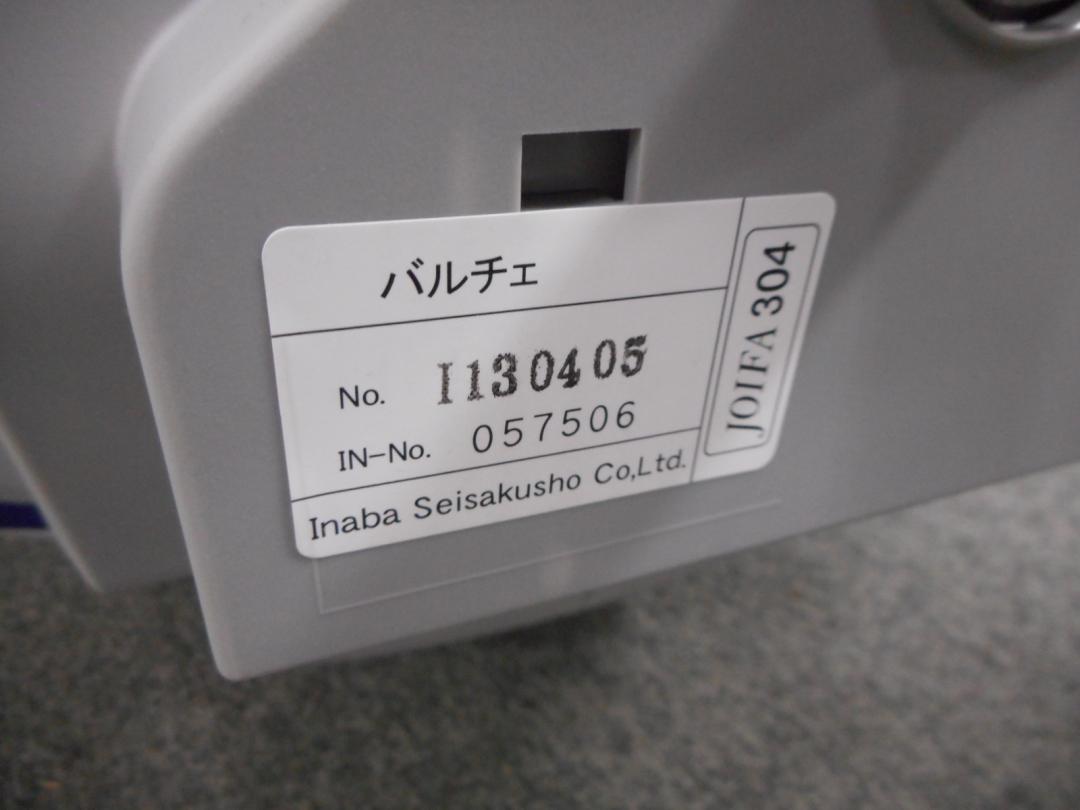 バルチェ
No. I130405
IN-No. 057506
Inaba Seisakusho Co,Ltd.
JOIFA 304